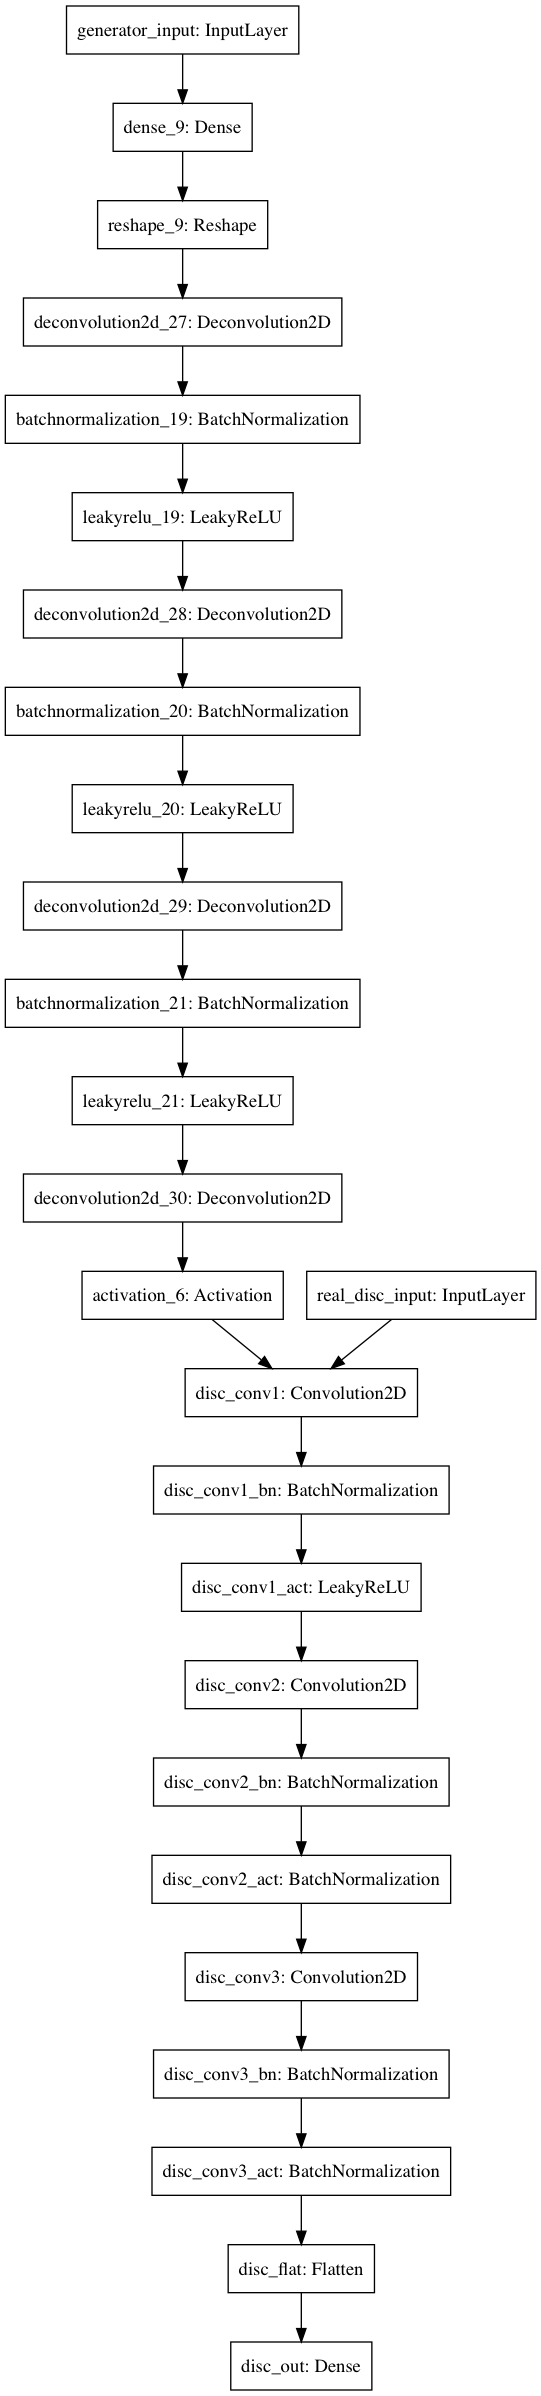 generator_input: InputLayer
dense_9: Dense
reshape_9: Reshape
deconvolution2d_27: Deconvolution2D
batchnormalization_19: BatchNormalization
leakyrelu_19: LeakyReLU
deconvolution2d_28: Deconvolution2D
batchnormalization_20: BatchNormalization
leakyrelu_20: LeakyReLU
deconvolution2d_29: Deconvolution2D
batchnormalization_21: BatchNormalization
leakyrelu_21: LeakyReLU
deconvolution2d_30: Deconvolution2D
activation_6: Activation
real_disc_input: InputLayer
disc_conv1: Convolution2D
disc_conv1_bn: BatchNormalization
disc_conv1_act: LeakyReLU
disc_conv2: Convolution2D
disc_conv2_bn: BatchNormalization
disc_conv2_act: BatchNormalization
disc_conv3: Convolution2D
disc_conv3_bn: BatchNormalization
disc_conv3_act: BatchNormalization
disc_flat: Flatten
disc_out: Dense